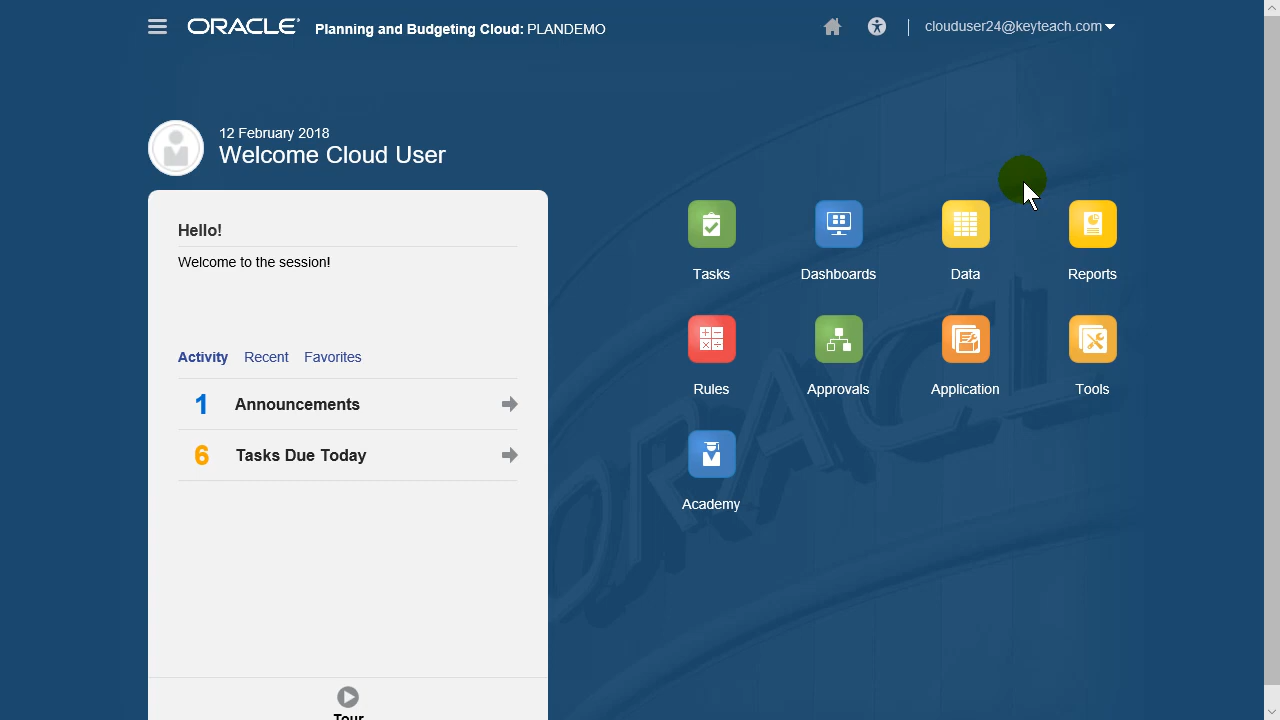 ORACLE® Planning and Budgeting Cloud: PLANDEMO
clouduser24@keyteach.com
12 February 2018
Welcome Cloud User
Hello!
Welcome to the session!
Activity Recent Favorites
1 Announcements
6 Tasks Due Today
Tour
Tasks Dashboards Data Reports
Rules Approvals Application Tools
Academy
ORACLE